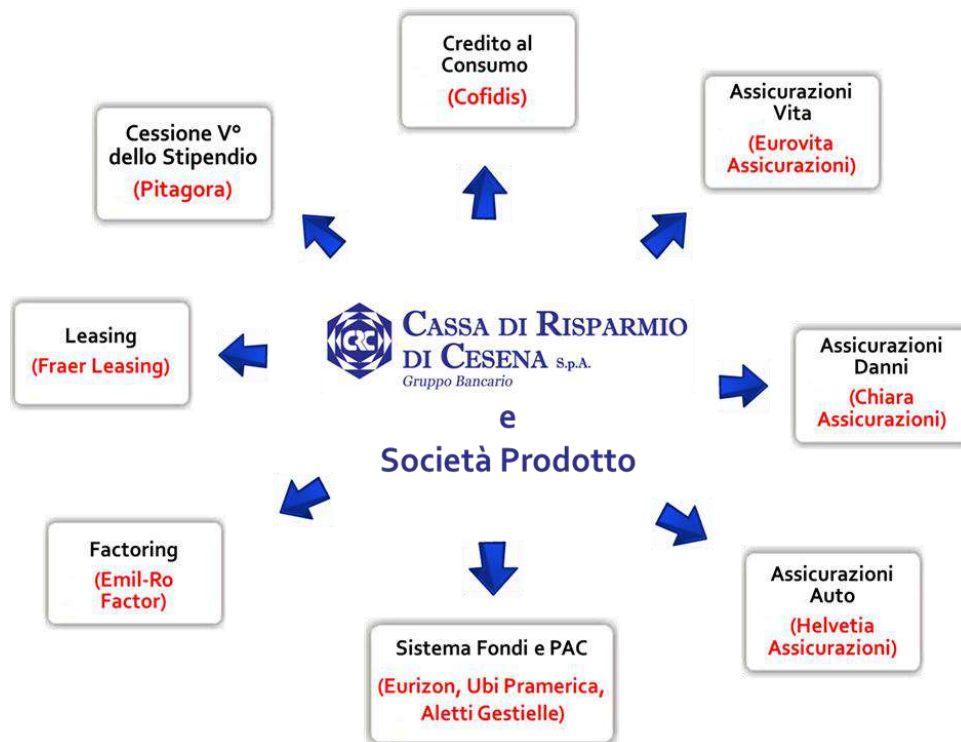 Credito al
Consumo
(Cofidis)
Assicurazioni
Vita
(Eurovita
Assicurazioni)
Cessione V°
dello Stipendio
(Pitagora)
Leasing
(Fraer Leasing)
CRC
CASSA DI RISPARMIO
DI CESENA S.p.A.
Gruppo Bancario
e
Società Prodotto
Assicurazioni
Danni
(Chiara
Assicurazioni)
Factoring
(Emil-Ro
Factor)
Sistema Fondi e PAC
(Eurizon, Ubi Pramerica,
Aletti Gestielle)
Assicurazioni
Auto
(Helvetia
Assicurazioni)